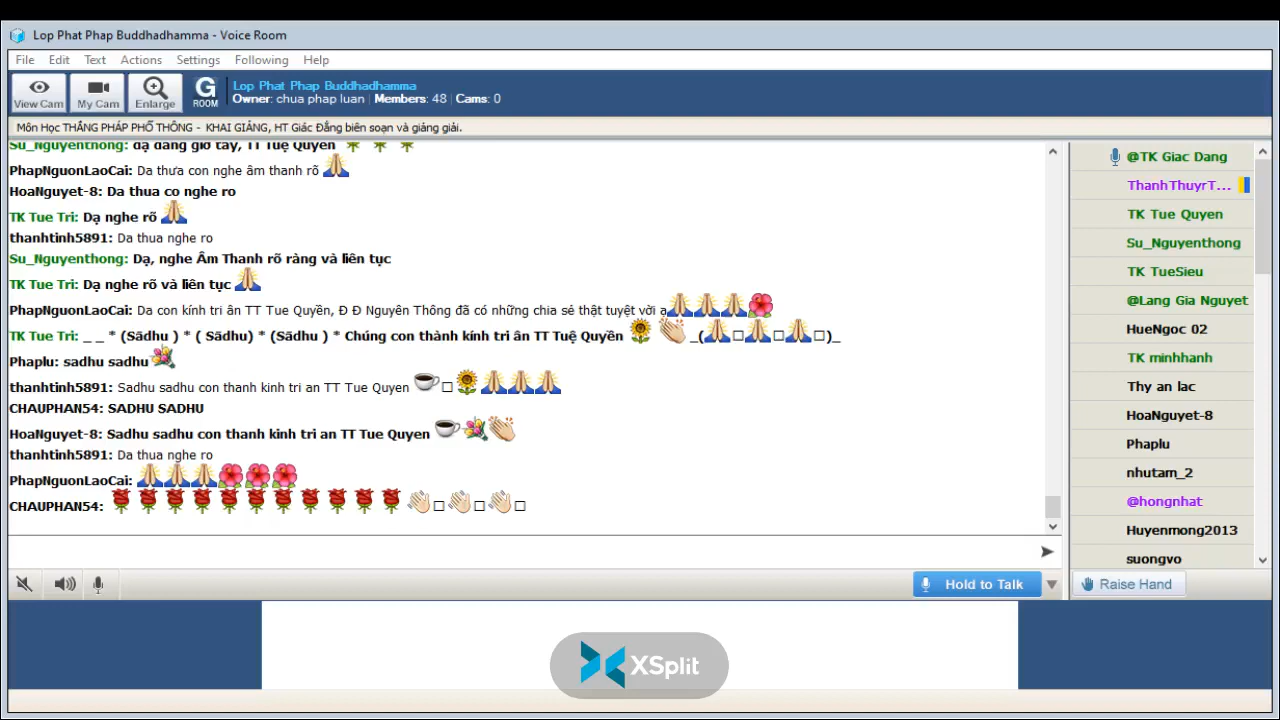 Lop Phat Phap Buddhadhamma - Voice Room
File Edit Text Actions Settings Following Help
View Cam My Cam Enlarge G ROOM
Lop Phat Phap Buddhadhamma
Owner: chua phap luan | Members: 48 | Cams: 0
Môn Học THẮNG PHÁP PHỔ THÔNG - KHAI GIẢNG, HT Giác Đẳng biên soạn và giảng giải.
Su_Nguyenthong: dạ đang giơ tay, TT Tuệ Quyền
PhapNguonLaoCai: Da thưa con nghe âm thanh rõ 🙏
HoaNguyet-8: Da thua co nghe ro
TK Tue Tri: Dạ nghe rõ 🙏
thanhtinh5891: Da thua nghe ro
Su_Nguyenthong: Dạ, nghe Âm Thanh rõ ràng và liên tục
TK Tue Tri: Dạ nghe rõ và liên tục 🙏
PhapNguonLaoCai: Da con kính tri ân TT Tue Quyền, Đ Đ Nguyên Thông đã có những chia sẻ thật tuyệt vời ạ🙏🙏🙏🌺
TK Tue Tri: _ _ * (Sādhu ) * ( Sādhu) * (Sādhu ) * Chúng con thành kính tri ân TT Tuệ Quyền 🌻 👏 _(🙏□🙏□🙏□)_
Phaplu: sadhu sadhu💐
thanhtinh5891: Sadhu sadhu con thanh kinh tri an TT Tue Quyen ☕□🌻🙏🙏🙏
CHAUPHAN54: SADHU SADHU
HoaNguyet-8: Sadhu sadhu con thanh kinh tri an TT Tue Quyen ☕💐👏
thanhtinh5891: Da thua nghe ro
PhapNguonLaoCai: 🙏🙏🙏🌺🌺🌺
CHAUPHAN54: 🌹🌹🌹🌹🌹🌹🌹🌹🌹🌹🌹 👏□👏□👏□
Hold to Talk
@TK Giac Dang
ThanhThuyrT...
TK Tue Quyen
Su_Nguyenthong
TK TueSieu
@Lang Gia Nguyet
HueNgoc 02
TK minhhanh
Thy an lac
HoaNguyet-8
Phaplu
nhutam_2
@hongnhat
Huyenmong2013
suongvo
Raise Hand
XSplit